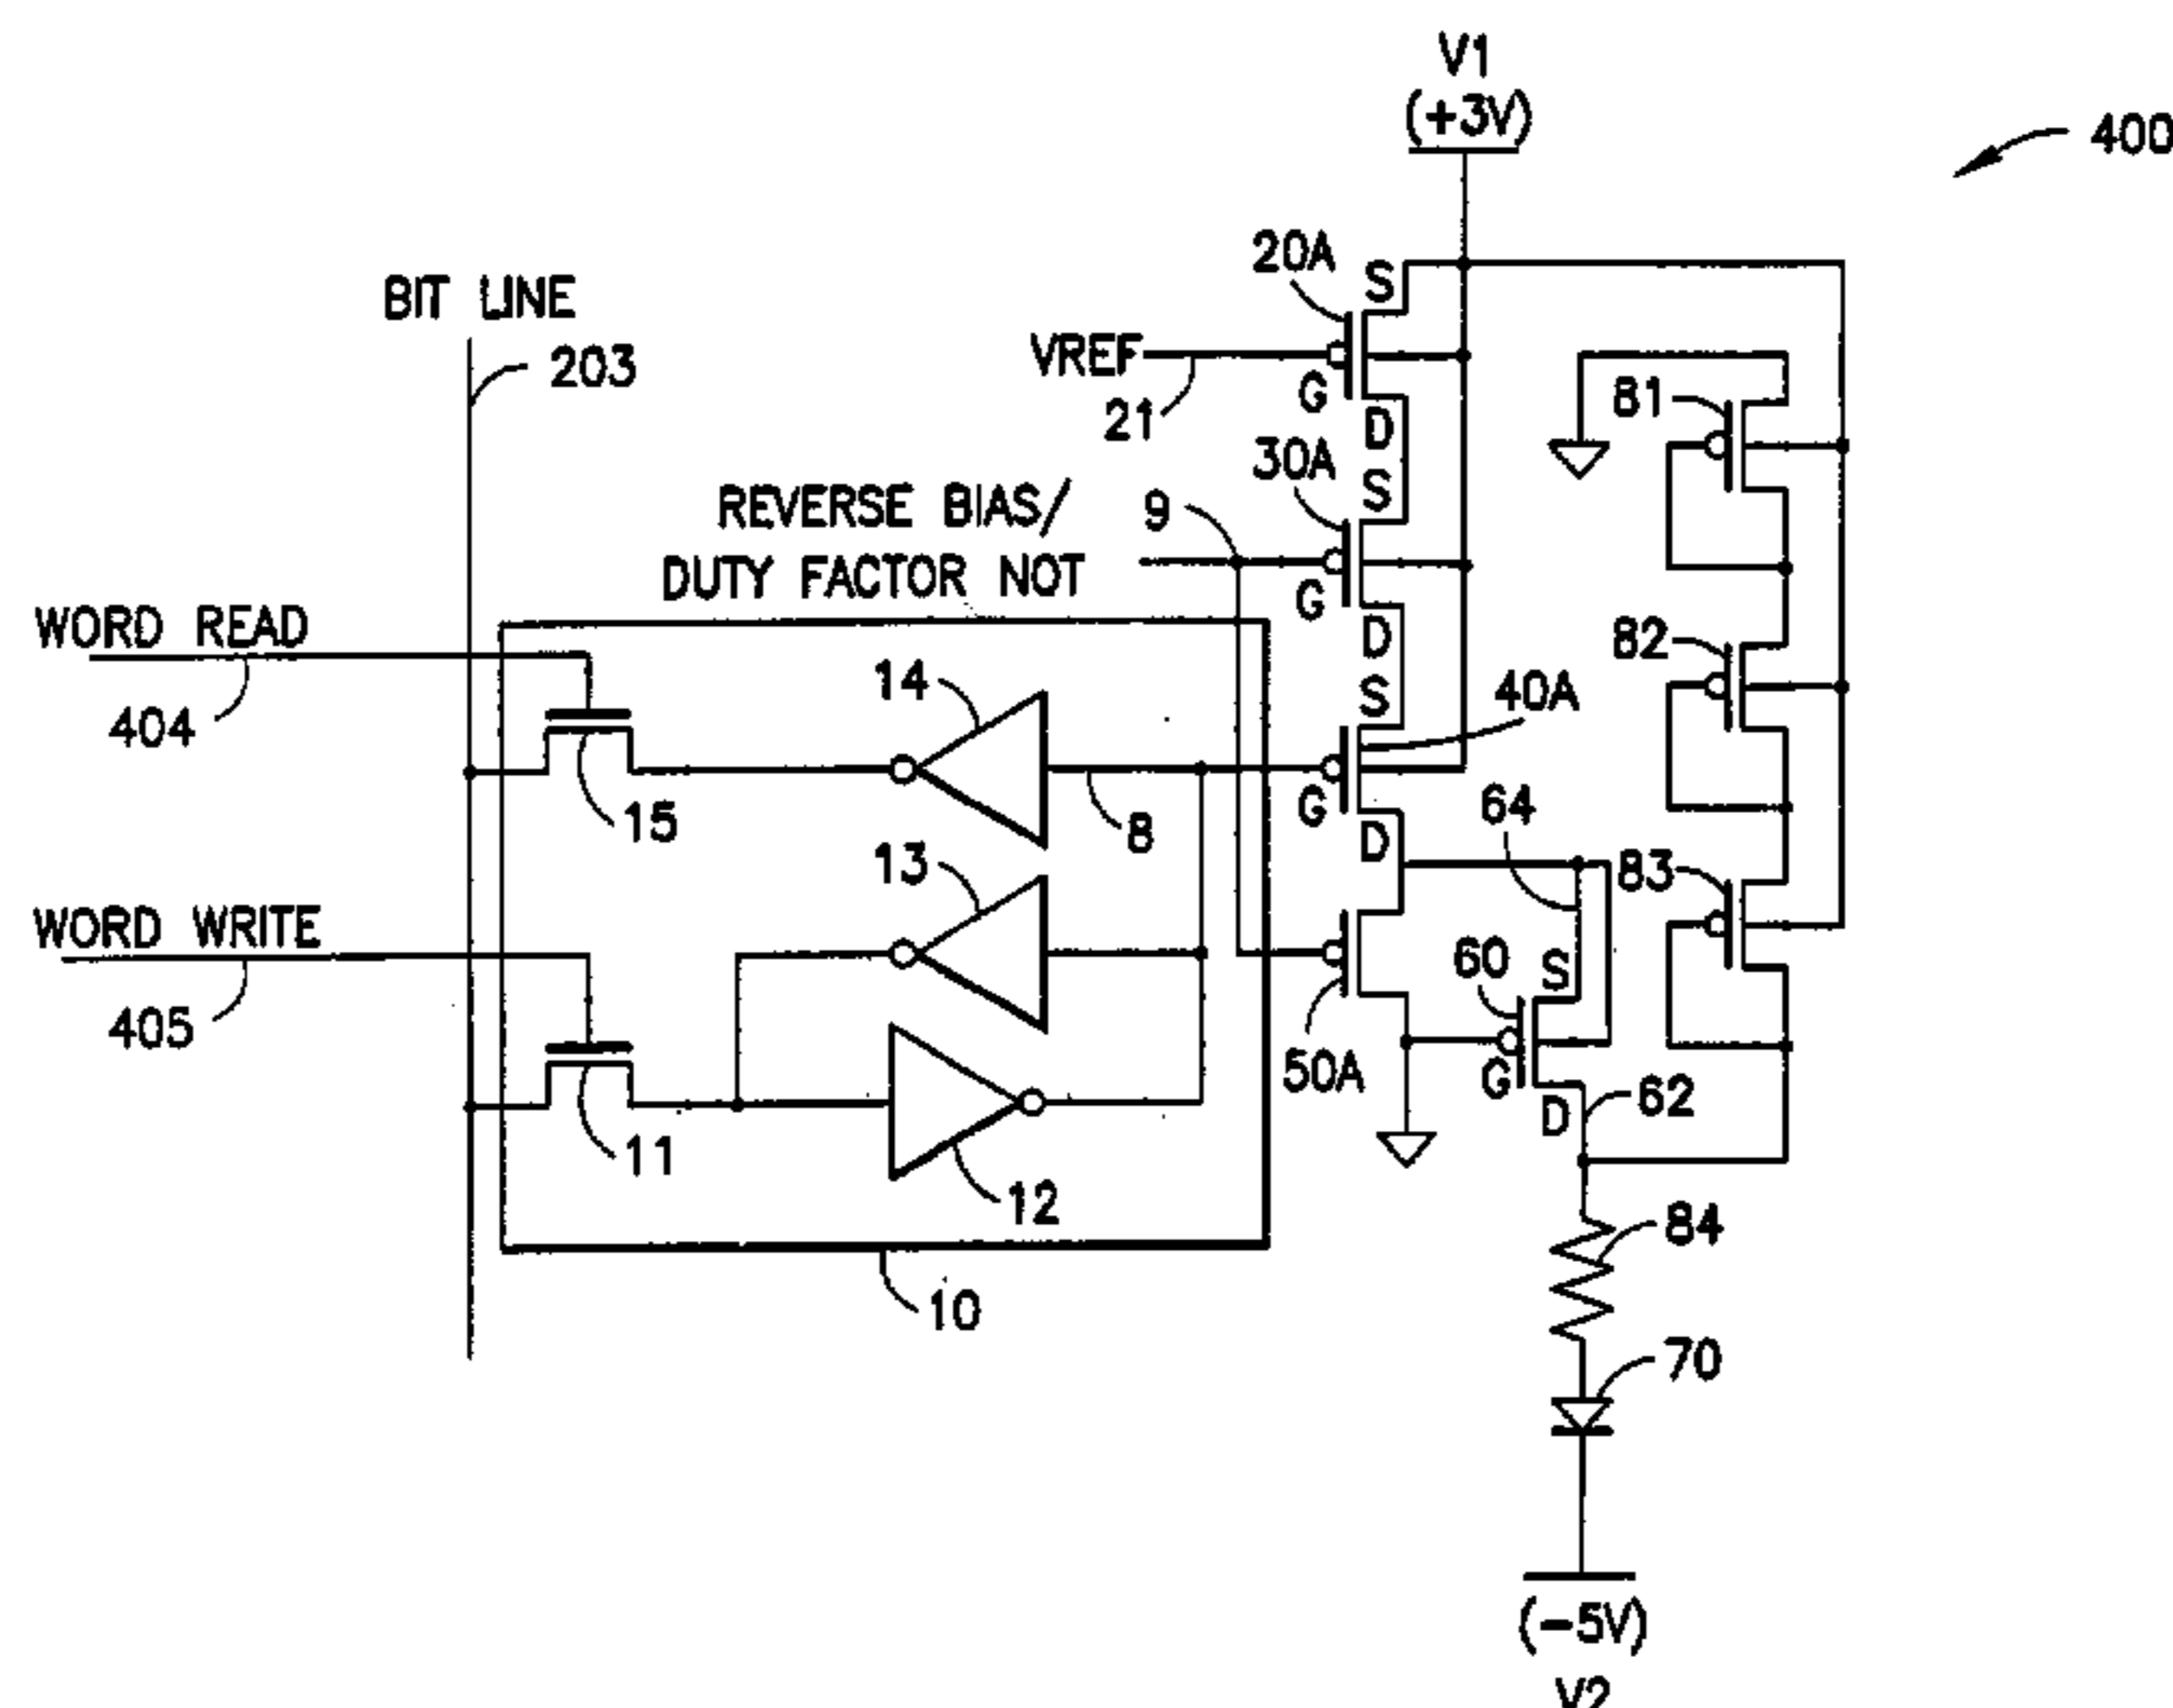 V1
(+3V)
400
20A
S
BIT LINE
203
VREF
G
21
D
81
30A
S
REVERSE BIAS/
9
DUTY FACTOR NOT
G
D
82
WORD READ
14
S
40A
404
15
8
G
64
D
13
83
WORD WRITE
60
S
405
50A
G
62
D
11
12
84
10
70
(-5V)
V2